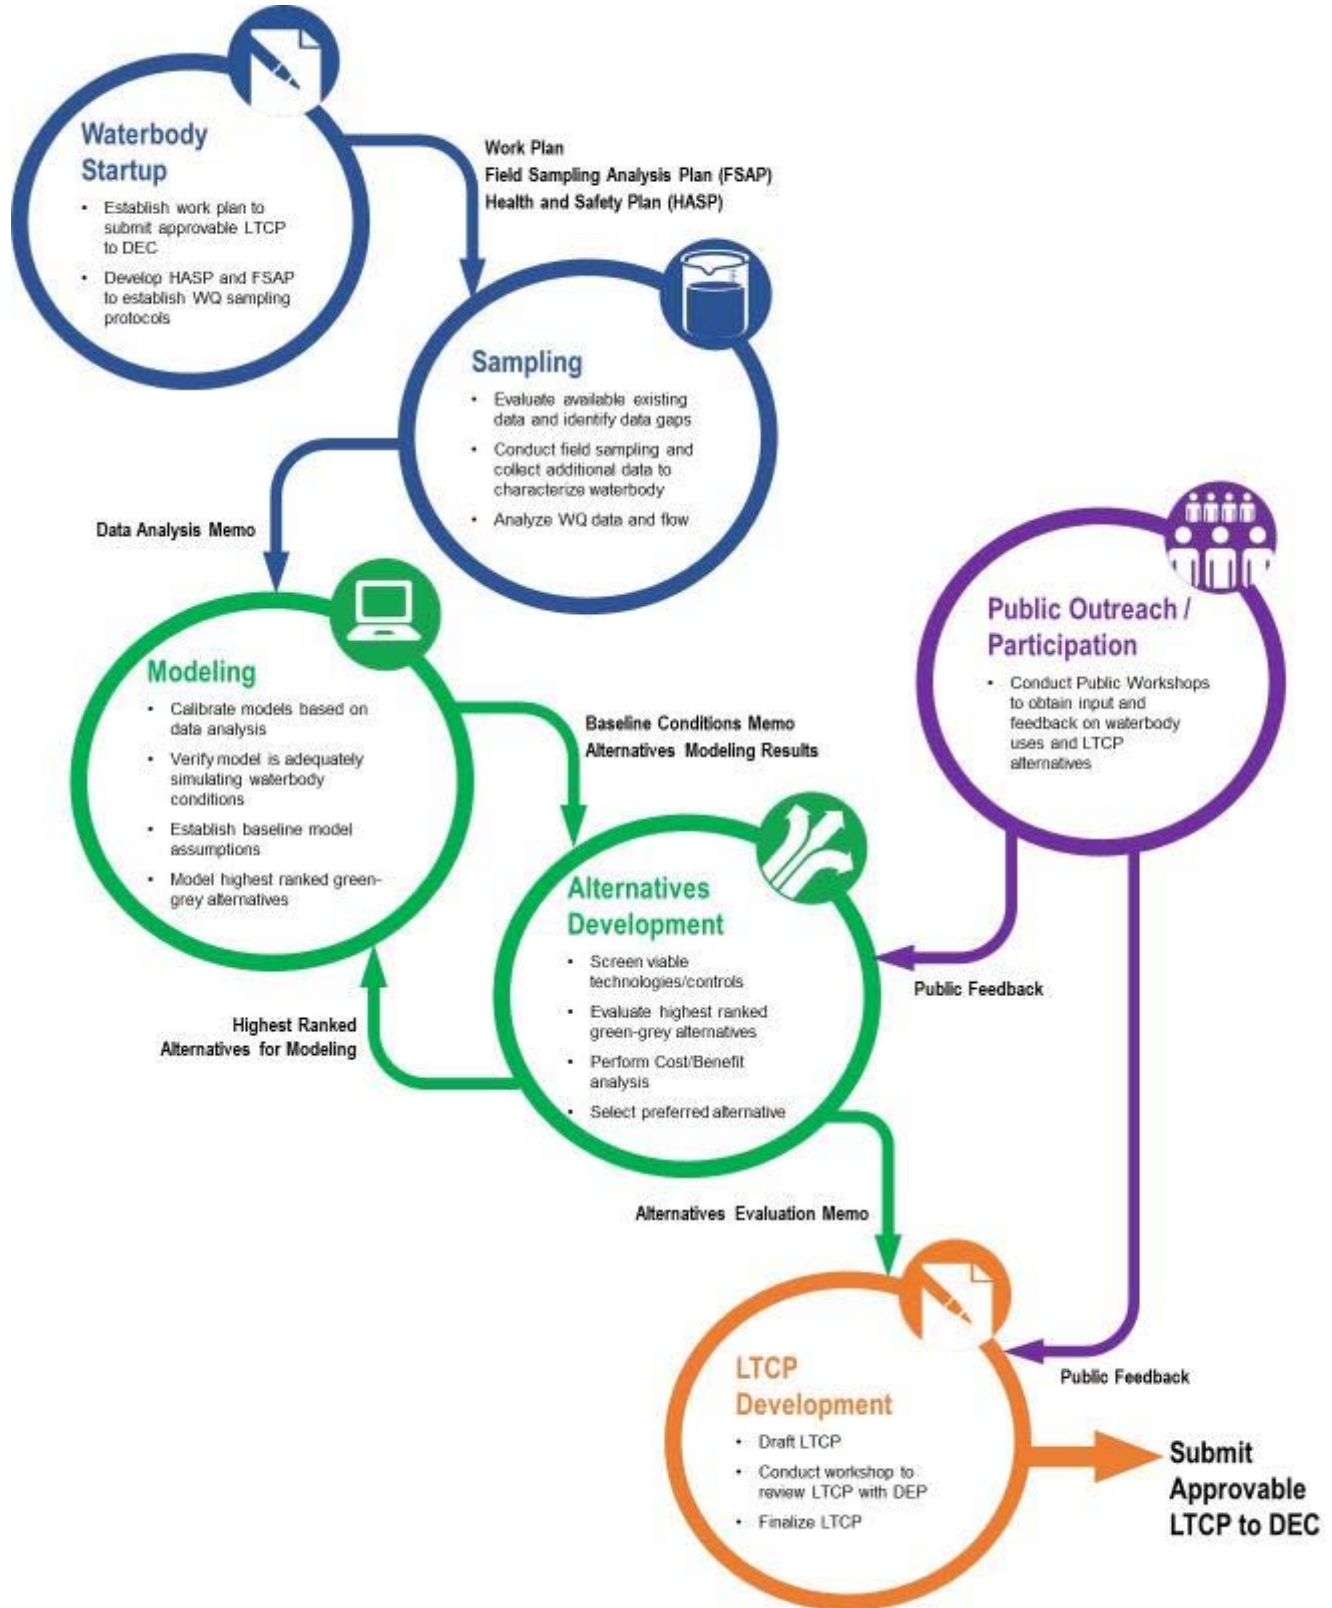 Waterbody
Startup
• Establish work plan to
submit approvable LTCP
to DEC
• Develop HASP and FSAP
to establish WQ sampling
protocols
Work Plan
Field Sampling Analysis Plan (FSAP)
Health and Safety Plan (HASP)
Sampling
• Evaluate available existing
data and identify data gaps
• Conduct field sampling and
collect additional data to
characterize waterbody
• Analyze WQ data and flow
Data Analysis Memo
Modeling
• Calibrate models based on
data analysis
• Verify model is adequately
simulating waterbody
conditions
• Establish baseline model
assumptions
• Model highest ranked green-
grey alternatives
Baseline Conditions Memo
Alternatives Modeling Results
Public Outreach /
Participation
• Conduct Public Workshops
to obtain input and
feedback on waterbody
uses and LTCP
alternatives
Alternatives
Development
• Screen viable
technologies/controls
• Evaluate highest ranked
green-grey alternatives
• Perform Cost/Benefit
analysis
• Select preferred alternative
Public Feedback
Highest Ranked
Alternatives for Modeling
Alternatives Evaluation Memo
LTCP
Development
• Draft LTCP
• Conduct workshop to
review LTCP with DEP
• Finalize LTCP
Public Feedback
Submit
Approvable
LTCP to DEC